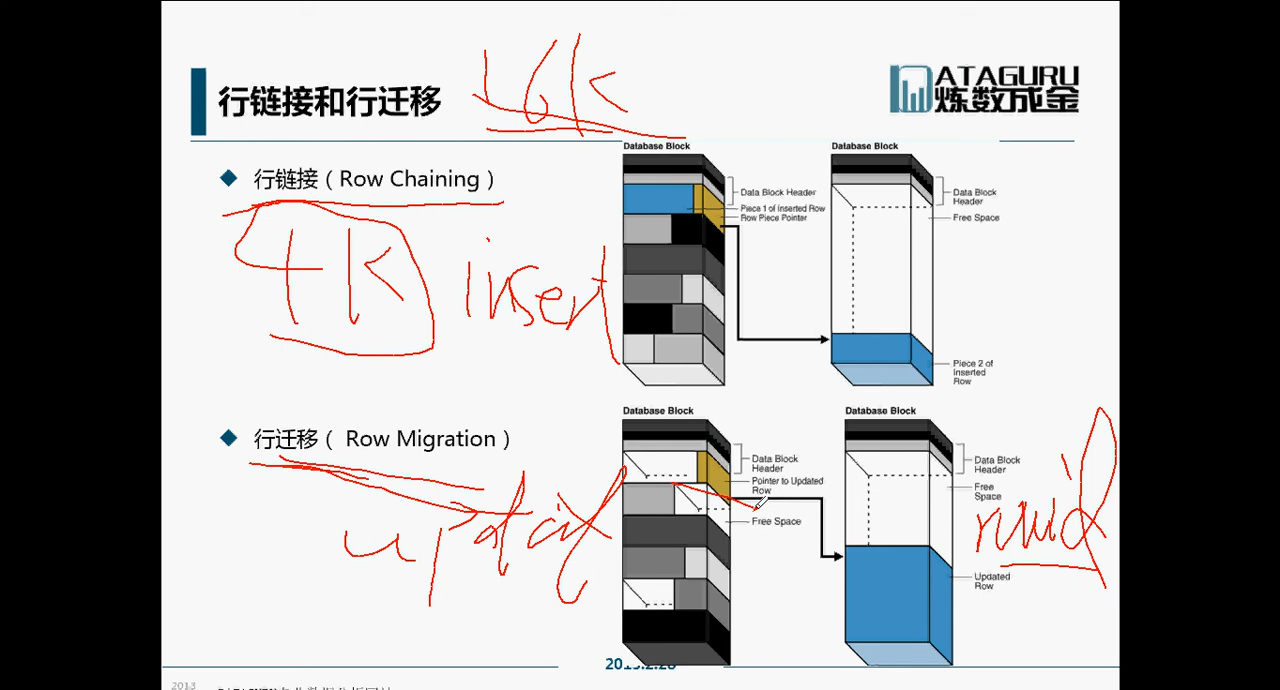 行链接和行迁移
16K
ATAGURU
炼数成金
行链接（Row Chaining）
4K
insert
Database Block
Data Block Header
Piece 1 of Inserted Row
Row Piece Pointer
Database Block
Data Block
Header
Free Space
Piece 2 of
Inserted
Row
行迁移（ Row Migration）
update
Database Block
Data Block
Header
Pointer to Updated
Row
Free Space
Database Block
Data Block
Header
Free
Space
rowid
Updated
Row
2013